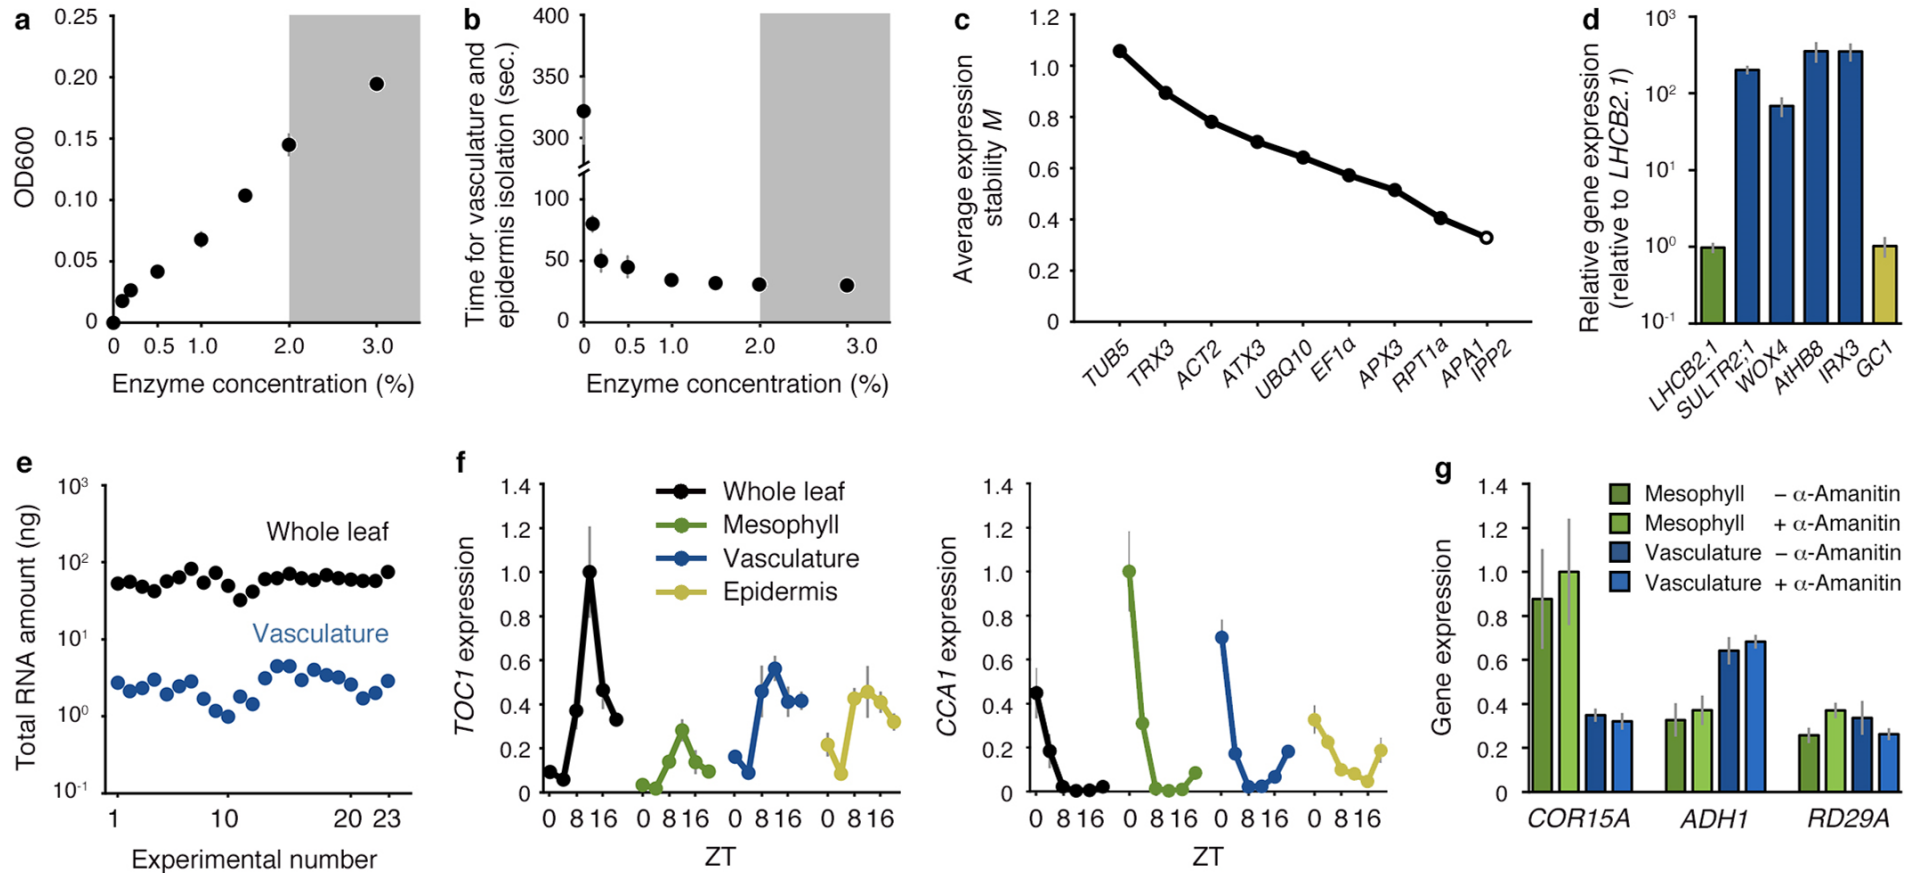 a
0.25
0.20
0.15
0.10
0.05
0
OD600
0 0.5 1.0 2.0 3.0
Enzyme concentration (%)
b
400
350
300
100
50
0
Time for vasculature and
epidermis isolation (sec.)
0 0.5 1.0 2.0 3.0
Enzyme concentration (%)
c
1.2
1.0
0.8
0.6
0.4
0.2
0
Average expression
stability M
TUB5 TRX3 ACT2 ATX3 UBQ10 EF1α APX3 RPT1a APA1 IPP2
d
10³
10²
10¹
10⁰
10⁻¹
Relative gene expression
(relative to LHCB2.1)
LHCB2.1 SULTR2;1 WOX4 AtHB8 IRX3 GC1
e
10³
10²
10¹
10⁰
10⁻¹
Total RNA amount (ng)
Whole leaf
Vasculature
1 10 20 23
Experimental number
f
1.4
1.2
1.0
0.8
0.6
0.4
0.2
0
TOC1 expression
Whole leaf
Mesophyll
Vasculature
Epidermis
0 8 16 0 8 16 0 8 16 0 8 16
ZT
1.4
1.2
1.0
0.8
0.6
0.4
0.2
0
CCA1 expression
0 8 16 0 8 16 0 8 16 0 8 16
ZT
g
1.4
1.2
1.0
0.8
0.6
0.4
0.2
0
Gene expression
Mesophyll − α-Amanitin
Mesophyll + α-Amanitin
Vasculature − α-Amanitin
Vasculature + α-Amanitin
COR15A ADH1 RD29A